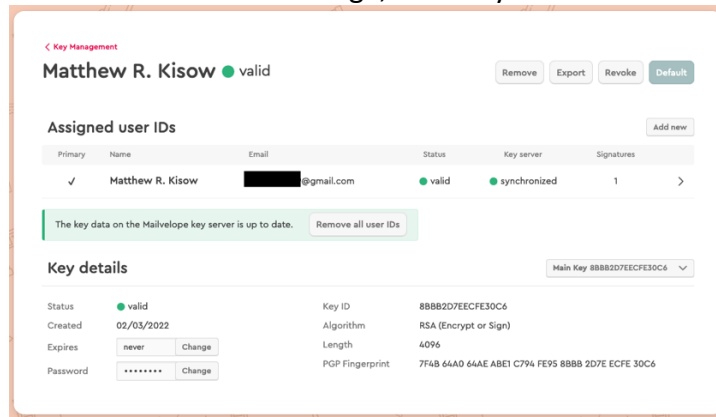 < Key Management
Matthew R. Kisow valid
Remove Export Revoke Default
Assigned user IDs
Add new
Primary Name Email Status Key server Signatures
✓ Matthew R. Kisow @gmail.com valid synchronized 1 >
The key data on the Mailvelope key server is up to date. Remove all user IDs
Key details
Main Key 8BBB2D7EECFE30C6
Status valid
Created 02/03/2022
Expires never Change
Password •••••••• Change
Key ID 8BBB2D7EECFE30C6
Algorithm RSA (Encrypt or Sign)
Length 4096
PGP Fingerprint 7F4B 64A0 64AE ABE1 C794 FE95 8BBB 2D7E ECFE 30C6